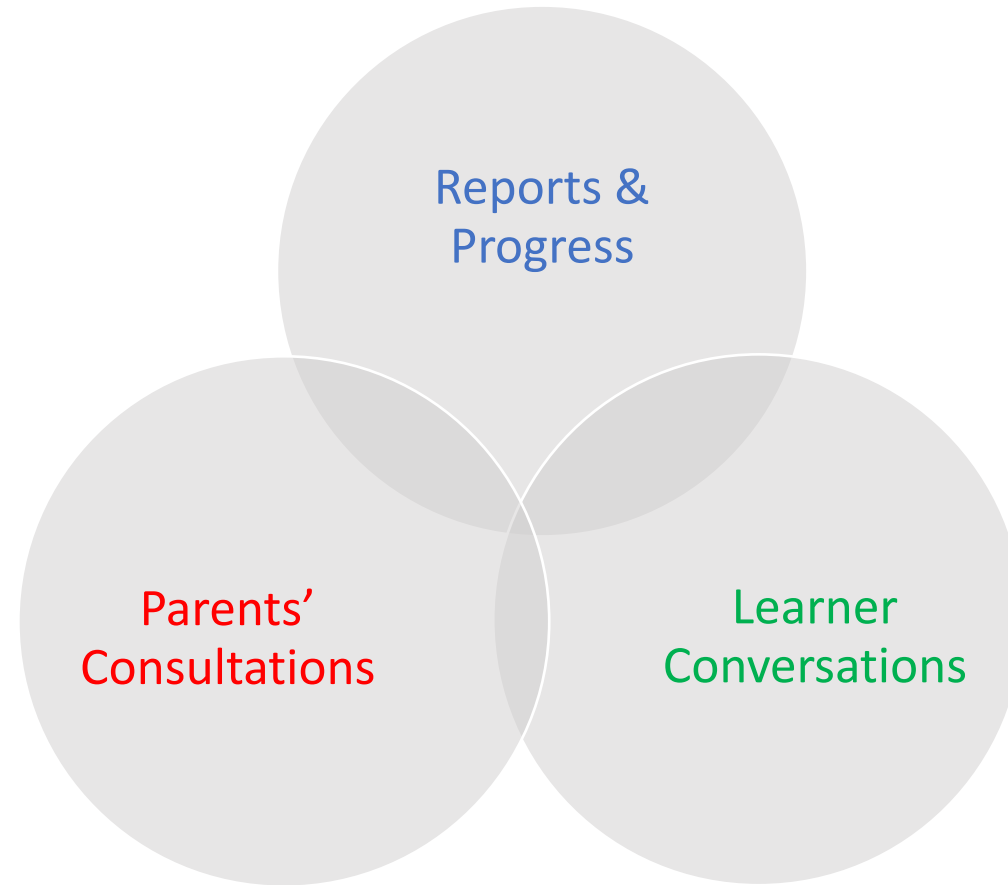 Reports &
Progress
Parents’
Consultations
Learner
Conversations